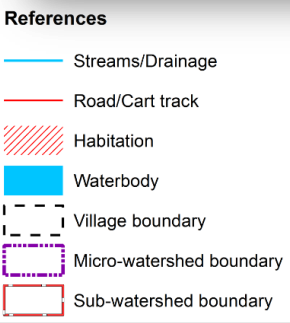 References
Streams/Drainage
Road/Cart track
Habitation
Waterbody
Village boundary
Micro-watershed boundary
Sub-watershed boundary